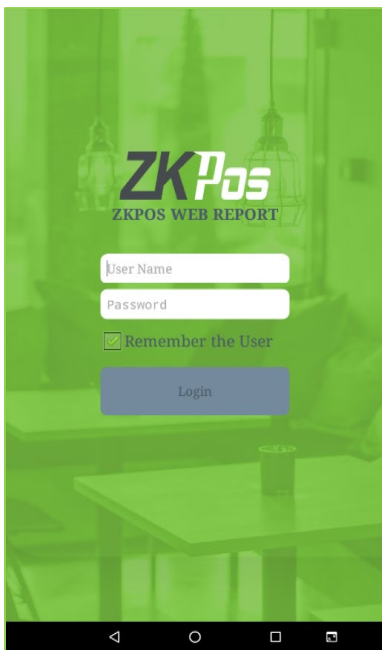 ZKPos
ZKPOS WEB REPORT
User Name
Password
Remember the User
Login